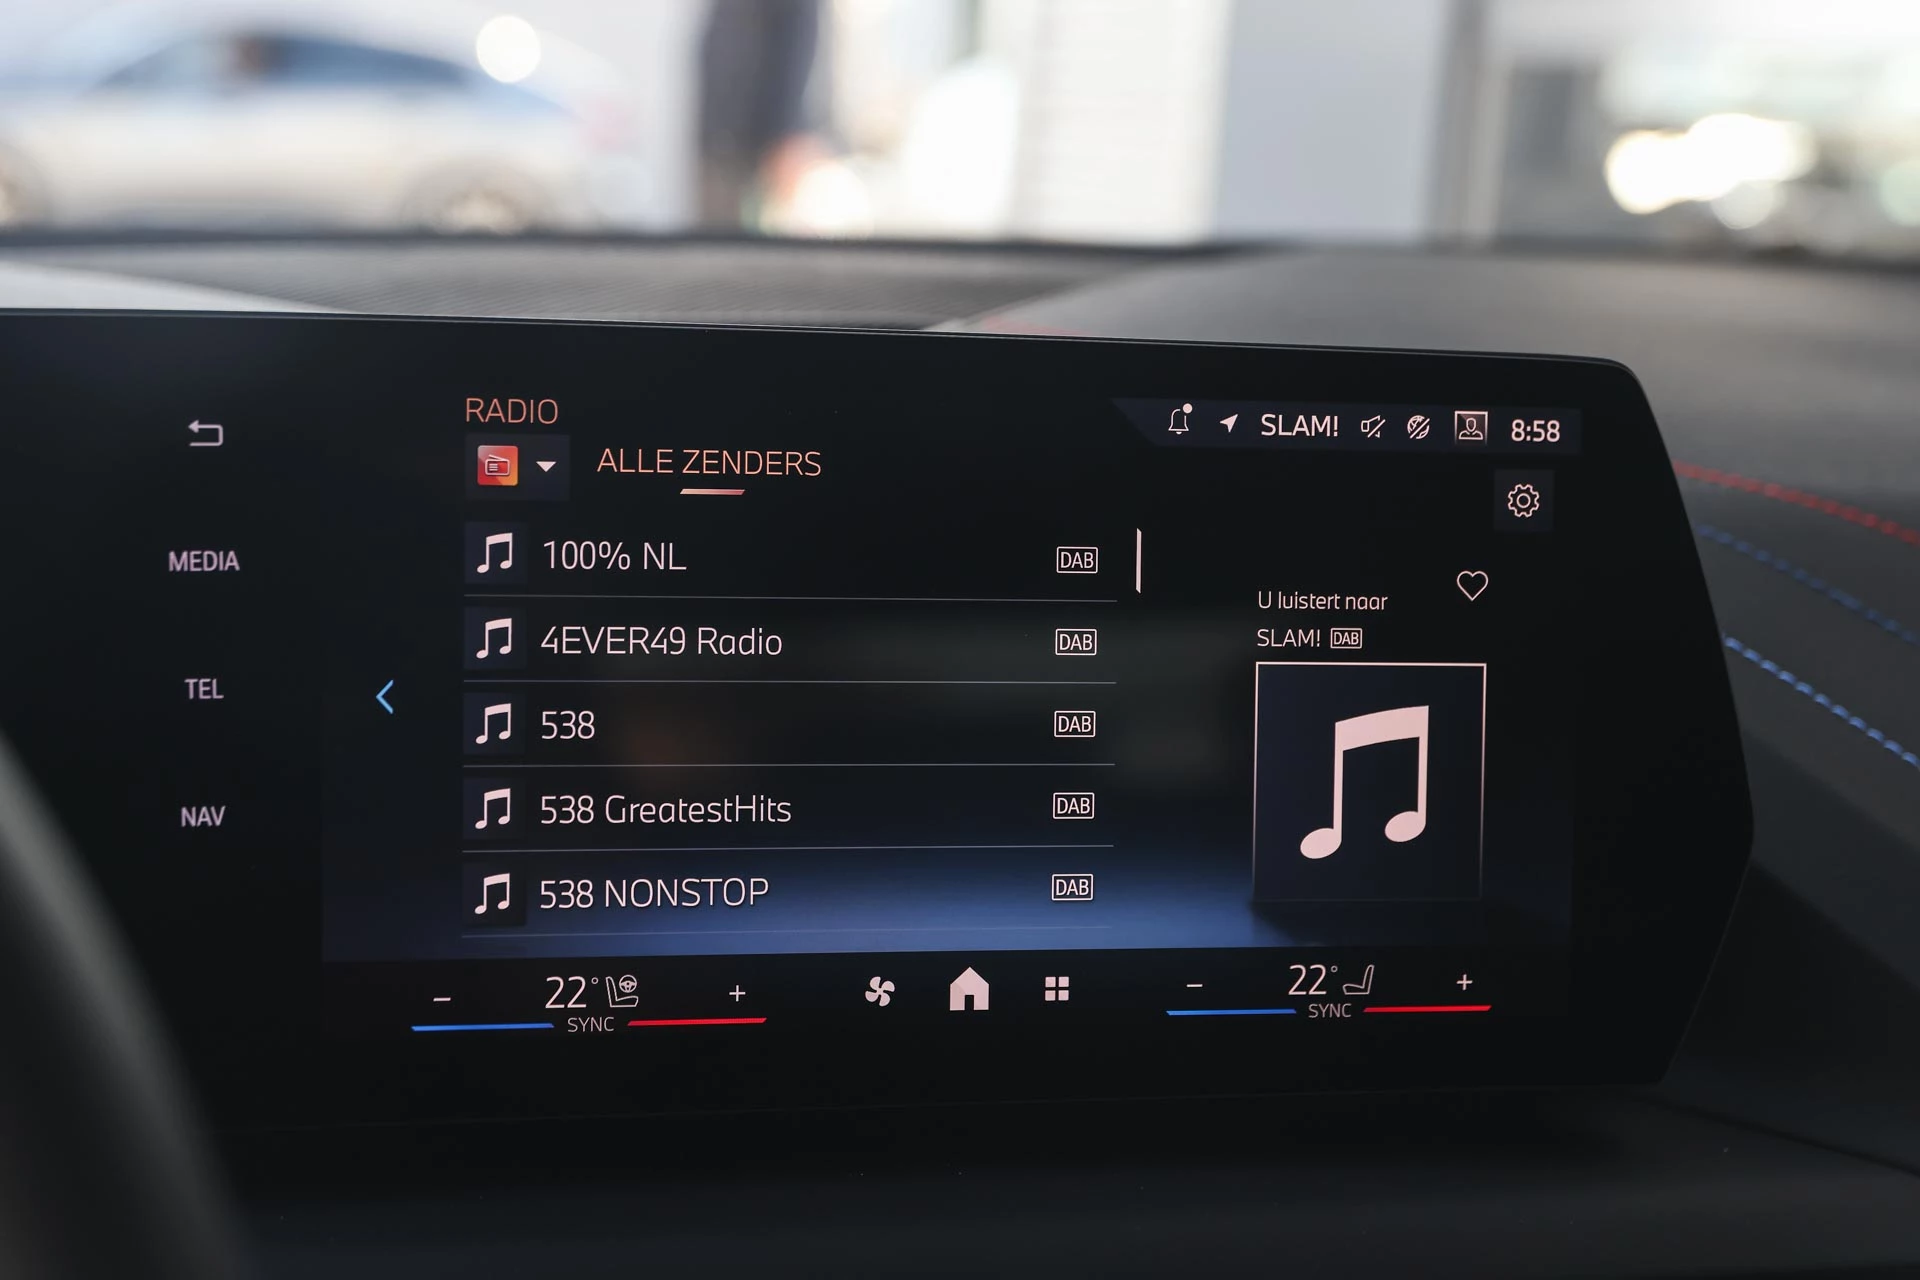 RADIO
SLAM! 8:58
ALLE ZENDERS
MEDIA
TEL
NAV
100% NL DAB
4EVER49 Radio DAB
538 DAB
538 GreatestHits DAB
538 NONSTOP DAB
U luistert naar
SLAM! DAB
- 22° +
SYNC
- 22° +
SYNC